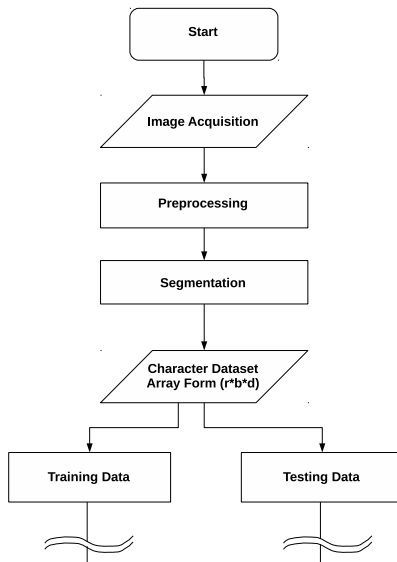 Start
Image Acquisition
Preprocessing
Segmentation
Character Dataset
Array Form (r*b*d)
Training Data
Testing Data